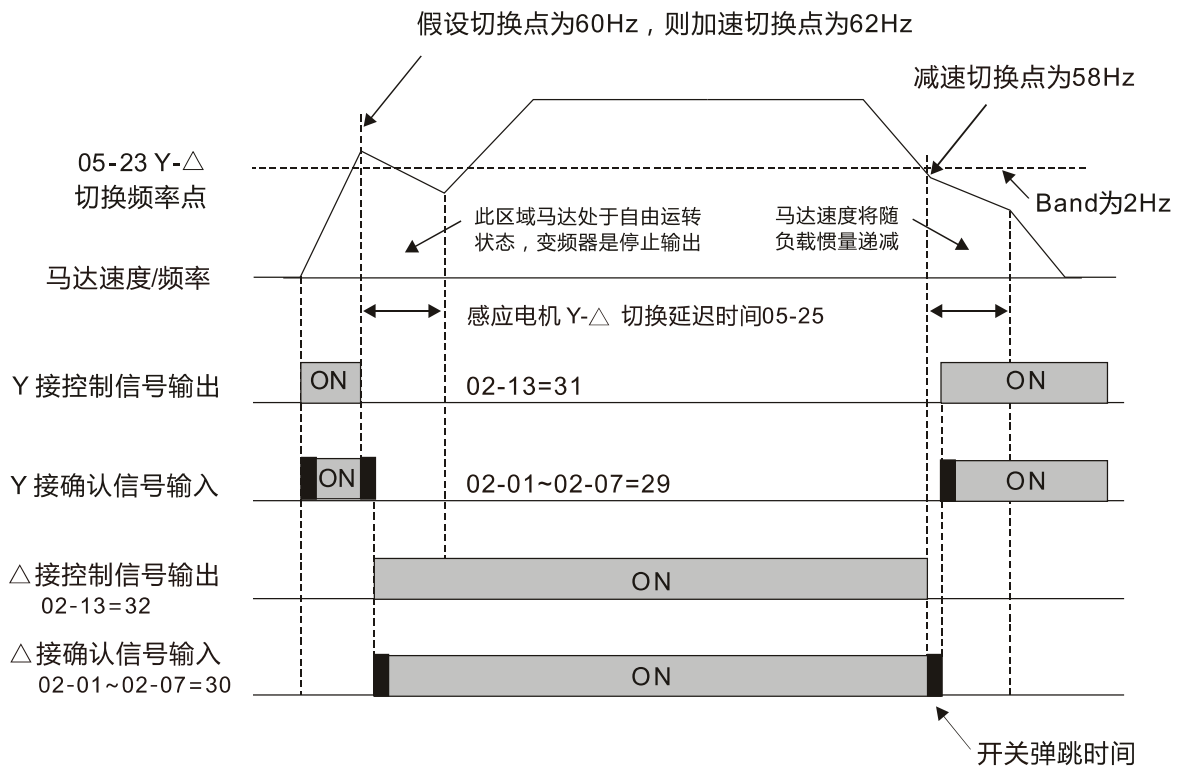 假设切换点为60Hz，则加速切换点为62Hz
减速切换点为58Hz
05-23 Y-△
切换频率点
Band为2Hz
此区域马达处于自由运转
状态，变频器是停止输出
马达速度将随
负载惯量递减
马达速度/频率
感应电机 Y-△ 切换延迟时间05-25
Y 接控制信号输出
ON
02-13=31
ON
Y 接确认信号输入
ON
02-01~02-07=29
ON
△接控制信号输出
02-13=32
ON
△接确认信号输入
02-01~02-07=30
ON
开关弹跳时间